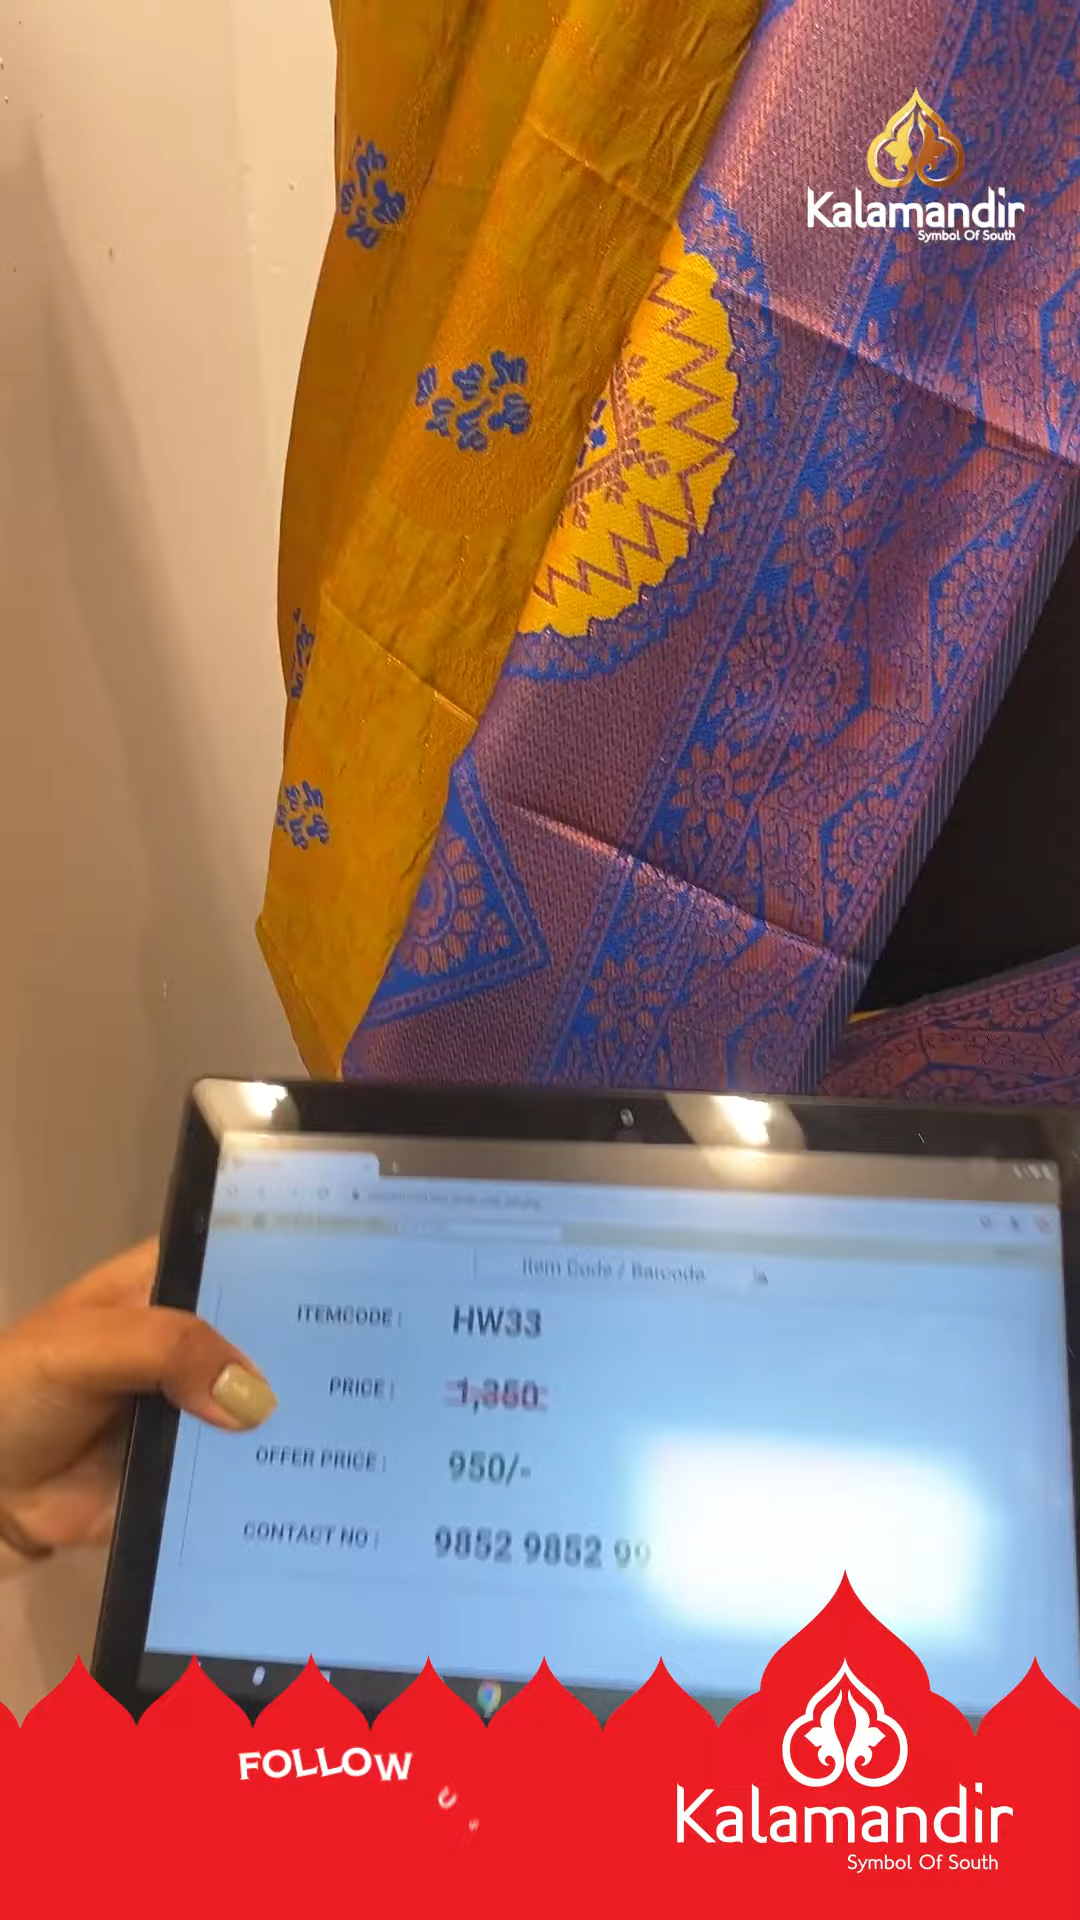 Kalamandir
Symbol Of South
Item Code / Barcode
ITEMCODE : HW33
PRICE : 1,350
OFFER PRICE : 950/-
CONTACT NO : 9852 9852 99
FOLLOW
Kalamandir
Symbol Of South